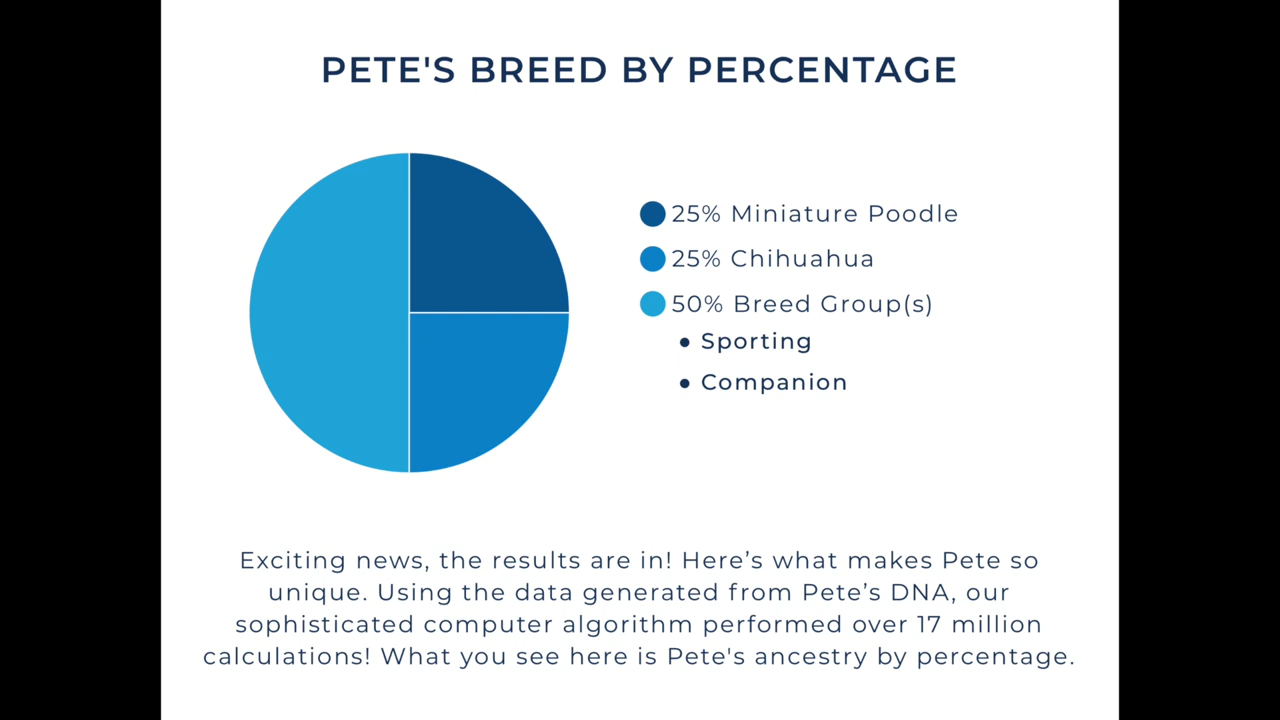 PETE'S BREED BY PERCENTAGE
25% Miniature Poodle
25% Chihuahua
50% Breed Group(s)
• Sporting
• Companion
Exciting news, the results are in! Here’s what makes Pete so
unique. Using the data generated from Pete’s DNA, our
sophisticated computer algorithm performed over 17 million
calculations! What you see here is Pete's ancestry by percentage.